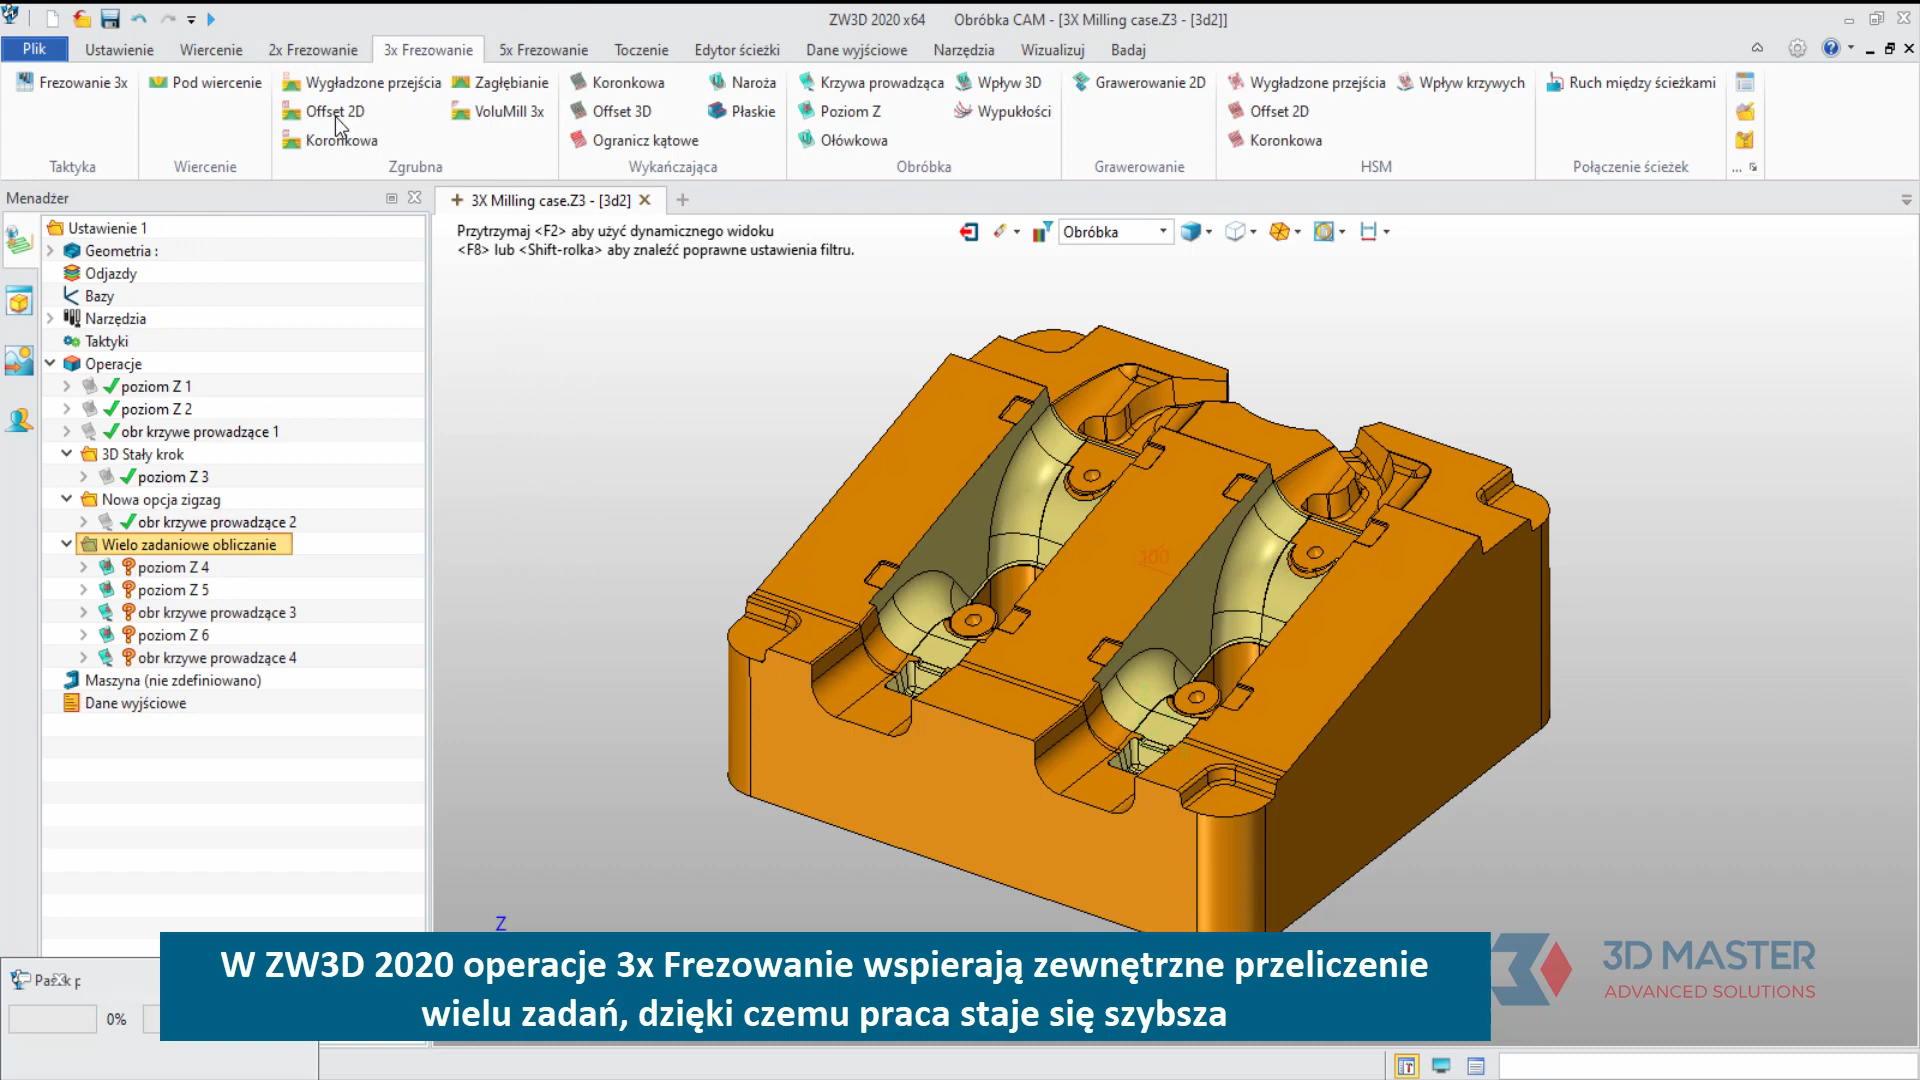 ZW3D 2020 x64 Obróbka CAM - [3X Milling case.Z3 - [3d2]]
Plik Ustawienie Wiercenie 2x Frezowanie 3x Frezowanie 5x Frezowanie Toczenie Edytor ścieżki Dane wyjściowe Narzędzia Wizualizuj Badaj
Frezowanie 3x Pod wiercenie Wygładzone przejścia Zagłębianie Koronkowa Naroża Krzywa prowadząca Wpływ 3D Grawerowanie 2D Wygładzone przejścia Wpływ krzywych Ruch między ścieżkami
Offset 2D VoluMill 3x Offset 3D Płaskie Poziom Z Wypukłości Offset 2D
Koronkowa Ogranicz kątowe Ołówkowa Koronkowa
Taktyka Wiercenie Zgrubna Wykańczająca Obróbka Grawerowanie HSM Połączenie ścieżek ...
Menadżer
3X Milling case.Z3 - [3d2]
Ustawienie 1
Geometria :
Odjazdy
Bazy
Narzędzia
Taktyki
Operacje
poziom Z 1
poziom Z 2
obr krzywe prowadzące 1
3D Stały krok
poziom Z 3
Nowa opcja zigzag
obr krzywe prowadzące 2
Wielo zadaniowe obliczanie
poziom Z 4
poziom Z 5
obr krzywe prowadzące 3
poziom Z 6
obr krzywe prowadzące 4
Maszyna (nie zdefiniowano)
Dane wyjściowe
Przytrzymaj <F2> aby użyć dynamicznego widoku
<F8> lub <Shift-rolka> aby znaleźć poprawne ustawienia filtru.
Obróbka
100
Z
0%
W ZW3D 2020 operacje 3x Frezowanie wspierają zewnętrzne przeliczenie
wielu zadań, dzięki czemu praca staje się szybsza
3D MASTER
ADVANCED SOLUTIONS